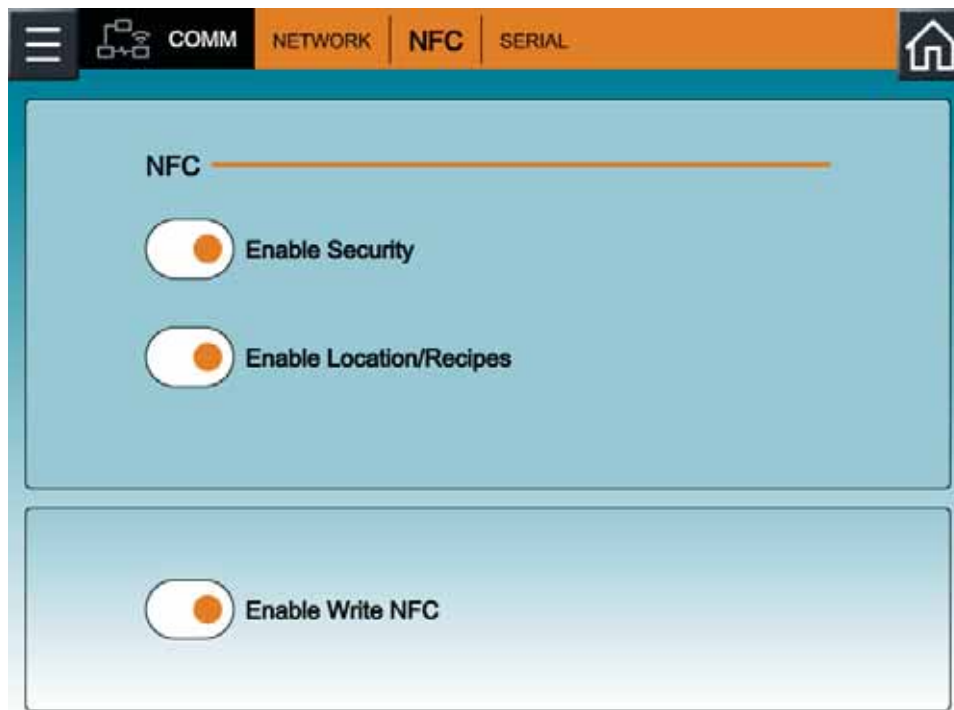 COMM NETWORK NFC SERIAL
NFC
Enable Security
Enable Location/Recipes
Enable Write NFC